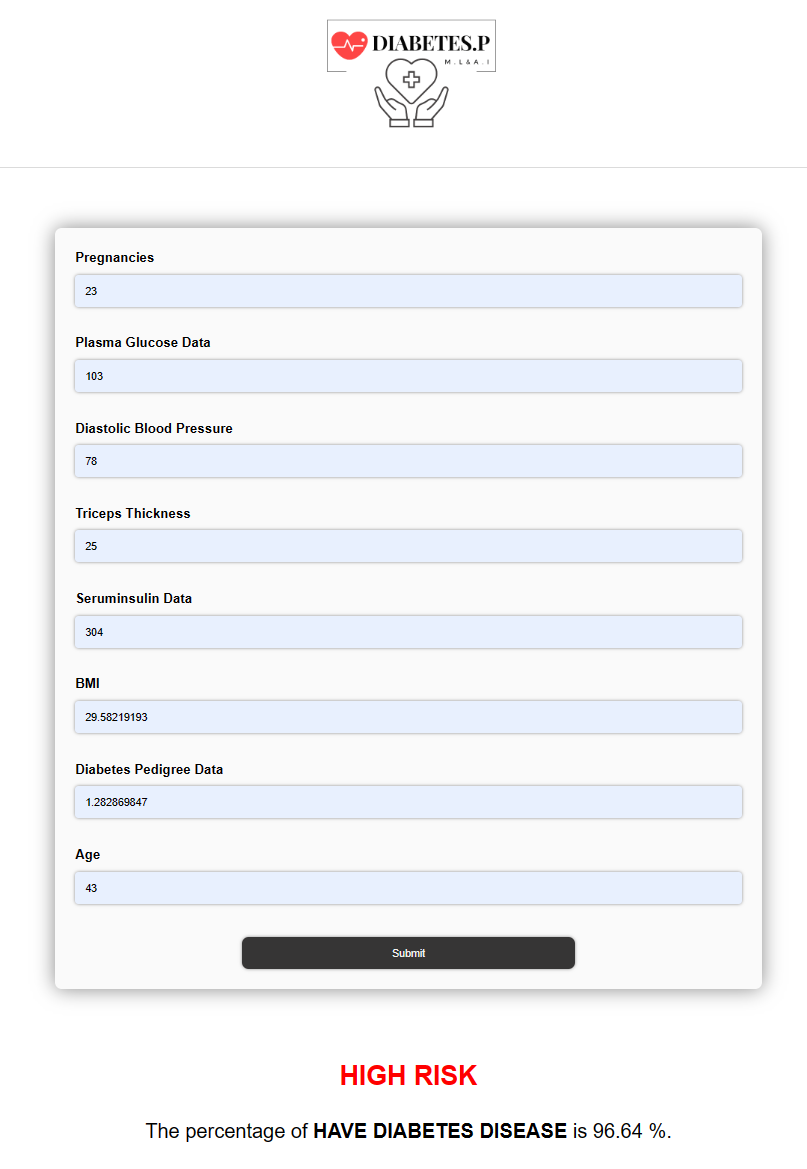 DIABETES.P
M.L&A.I
Pregnancies
23
Plasma Glucose Data
103
Diastolic Blood Pressure
78
Triceps Thickness
25
Seruminsulin Data
304
BMI
29.58219193
Diabetes Pedigree Data
1.282869847
Age
43
Submit
HIGH RISK
The percentage of HAVE DIABETES DISEASE is 96.64 %.